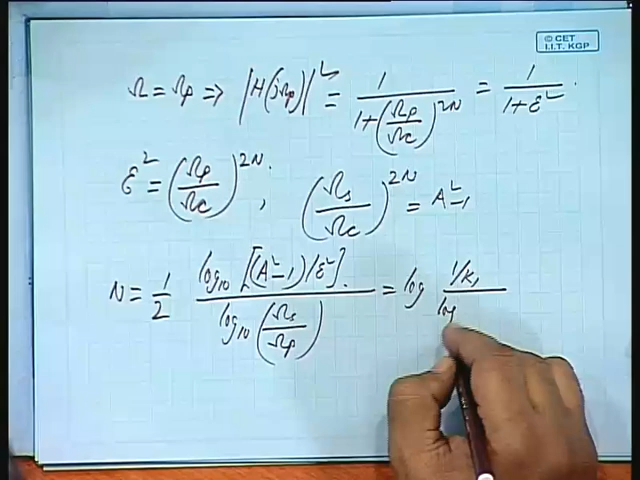 © CET
I.I.T. KGP
Ω = Ωp ⇒ |H(jΩp)|² = 1 / (1 + (Ωp/Ωc)^2N) = 1 / (1 + ε²).
ε² = (Ωp/Ωc)^2N, (Ωs/Ωc)^2N = A² - 1
N = 1/2 log10 [(A² - 1)/ε²] / log10 (Ωs/Ωp) = log 1/k1 / log